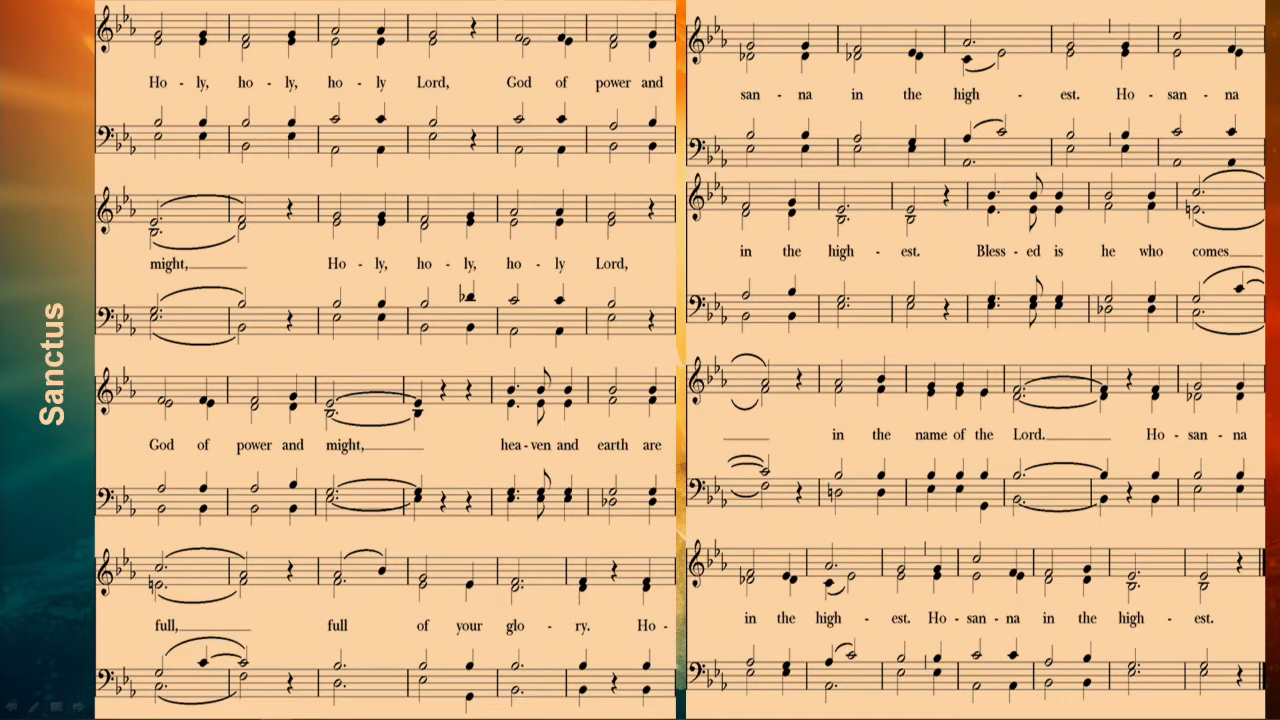 Sanctus
Ho - ly, ho - ly, ho - ly Lord, God of power and
might, Ho - ly, ho - ly, ho - ly Lord,
God of power and might, hea - ven and earth are
full, full of your glo - ry. Ho -
san - na in the high - est. Ho - san - na
in the high - est. Bless - ed is he who comes
in the name of the Lord. Ho - san - na
in the high - est. Ho - san - na in the high - est.